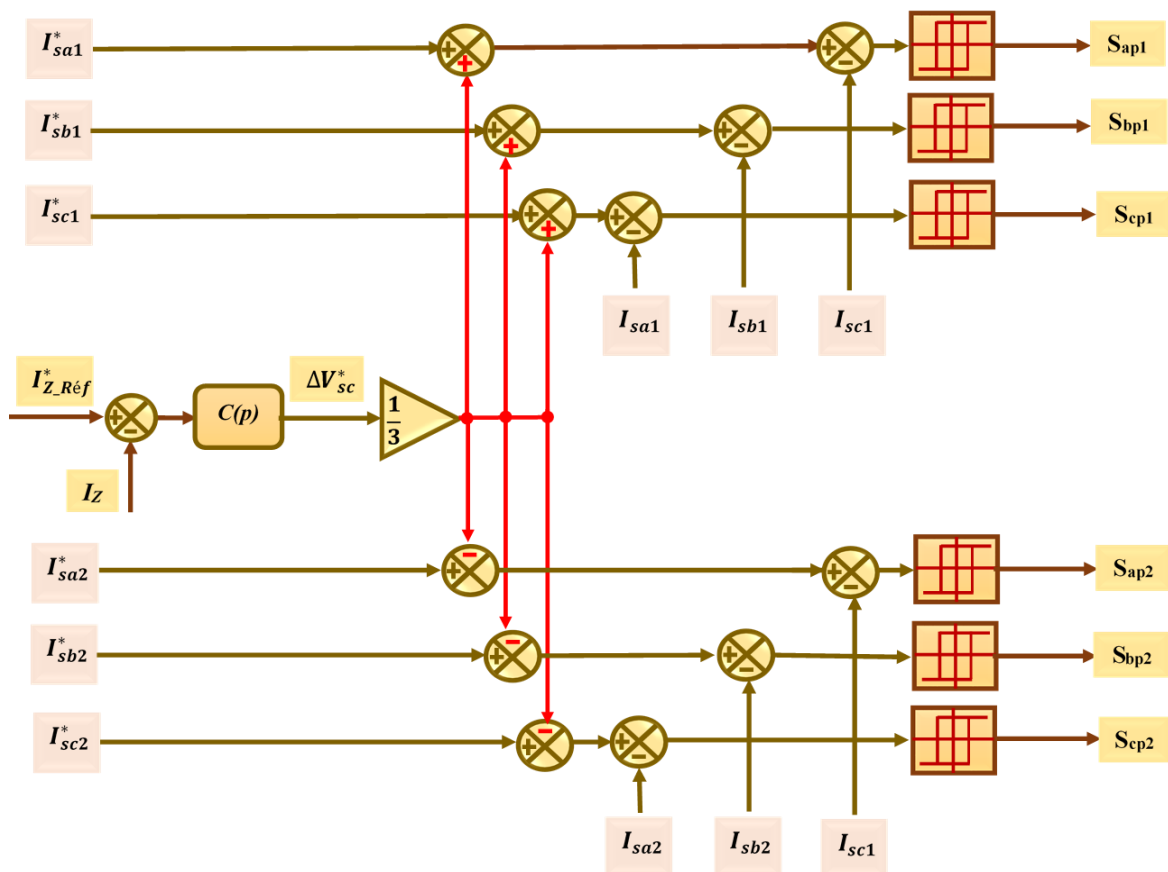 I*sa1 Sap1
I*sb1 Sbp1
I*sc1 Scp1
Isa1 Isb1 Isc1
I*Z_Réf ΔV*sc
C(p) 1/3
IZ
I*sa2 Sap2
I*sb2 Sbp2
I*sc2 Scp2
Isa2 Isb2 Isc1